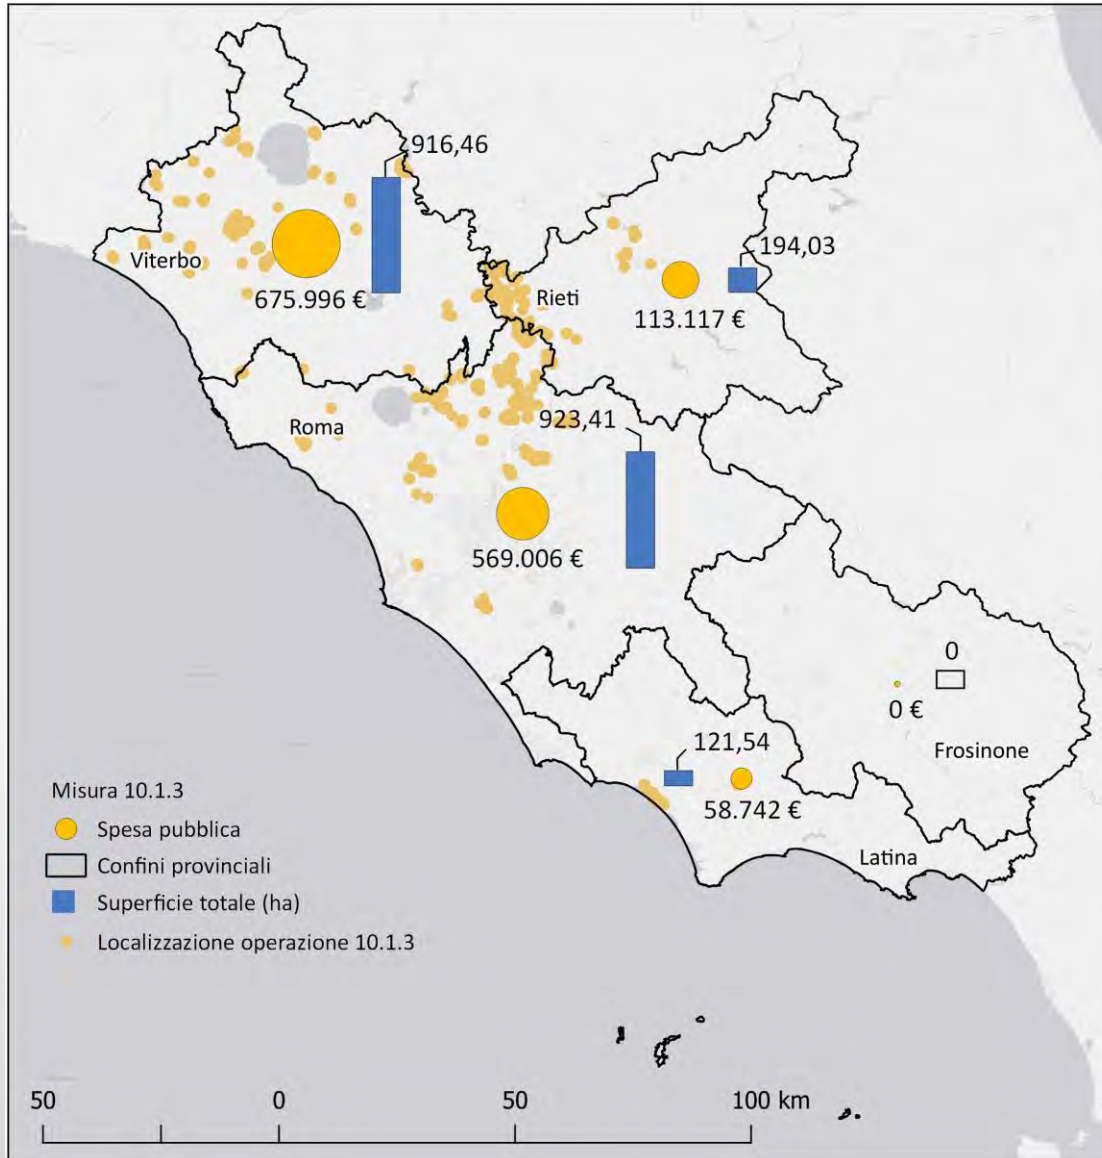 916,46
194,03
Viterbo
Rieti
675.996 €
113.117 €
923,41
Roma
569.006 €
0
0 €
121,54
Frosinone
Misura 10.1.3
58.742 €
Spesa pubblica
Latina
Confini provinciali
Superficie totale (ha)
Localizzazione operazione 10.1.3
50 0 50 100 km